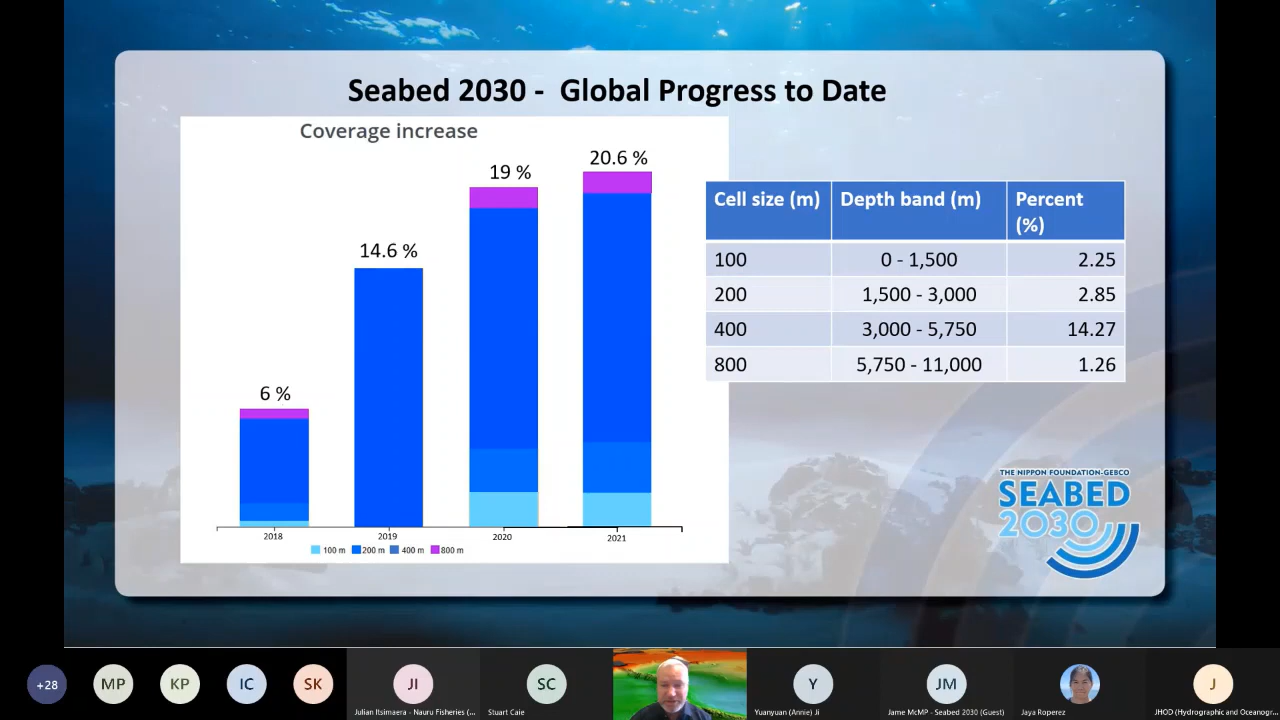 Seabed 2030 - Global Progress to Date
Coverage increase
6 %
14.6 %
19 %
20.6 %
2018
2019
2020
2021
100 m 200 m 400 m 800 m
Cell size (m) Depth band (m) Percent (%)
100 0 - 1,500 2.25
200 1,500 - 3,000 2.85
400 3,000 - 5,750 14.27
800 5,750 - 11,000 1.26
THE NIPPON FOUNDATION-GEBCO
SEABED
2030
+28
MP
KP
IC
SK
JI
SC
Y
JM
J
Julian Itsimaera - Nauru Fisheries (...
Stuart Caie
Yuanyuan (Annie) Ji
Jame McMP - Seabed 2030 (Guest)
Jaya Roperez
JHOD (Hydrographic and Oceanogr...